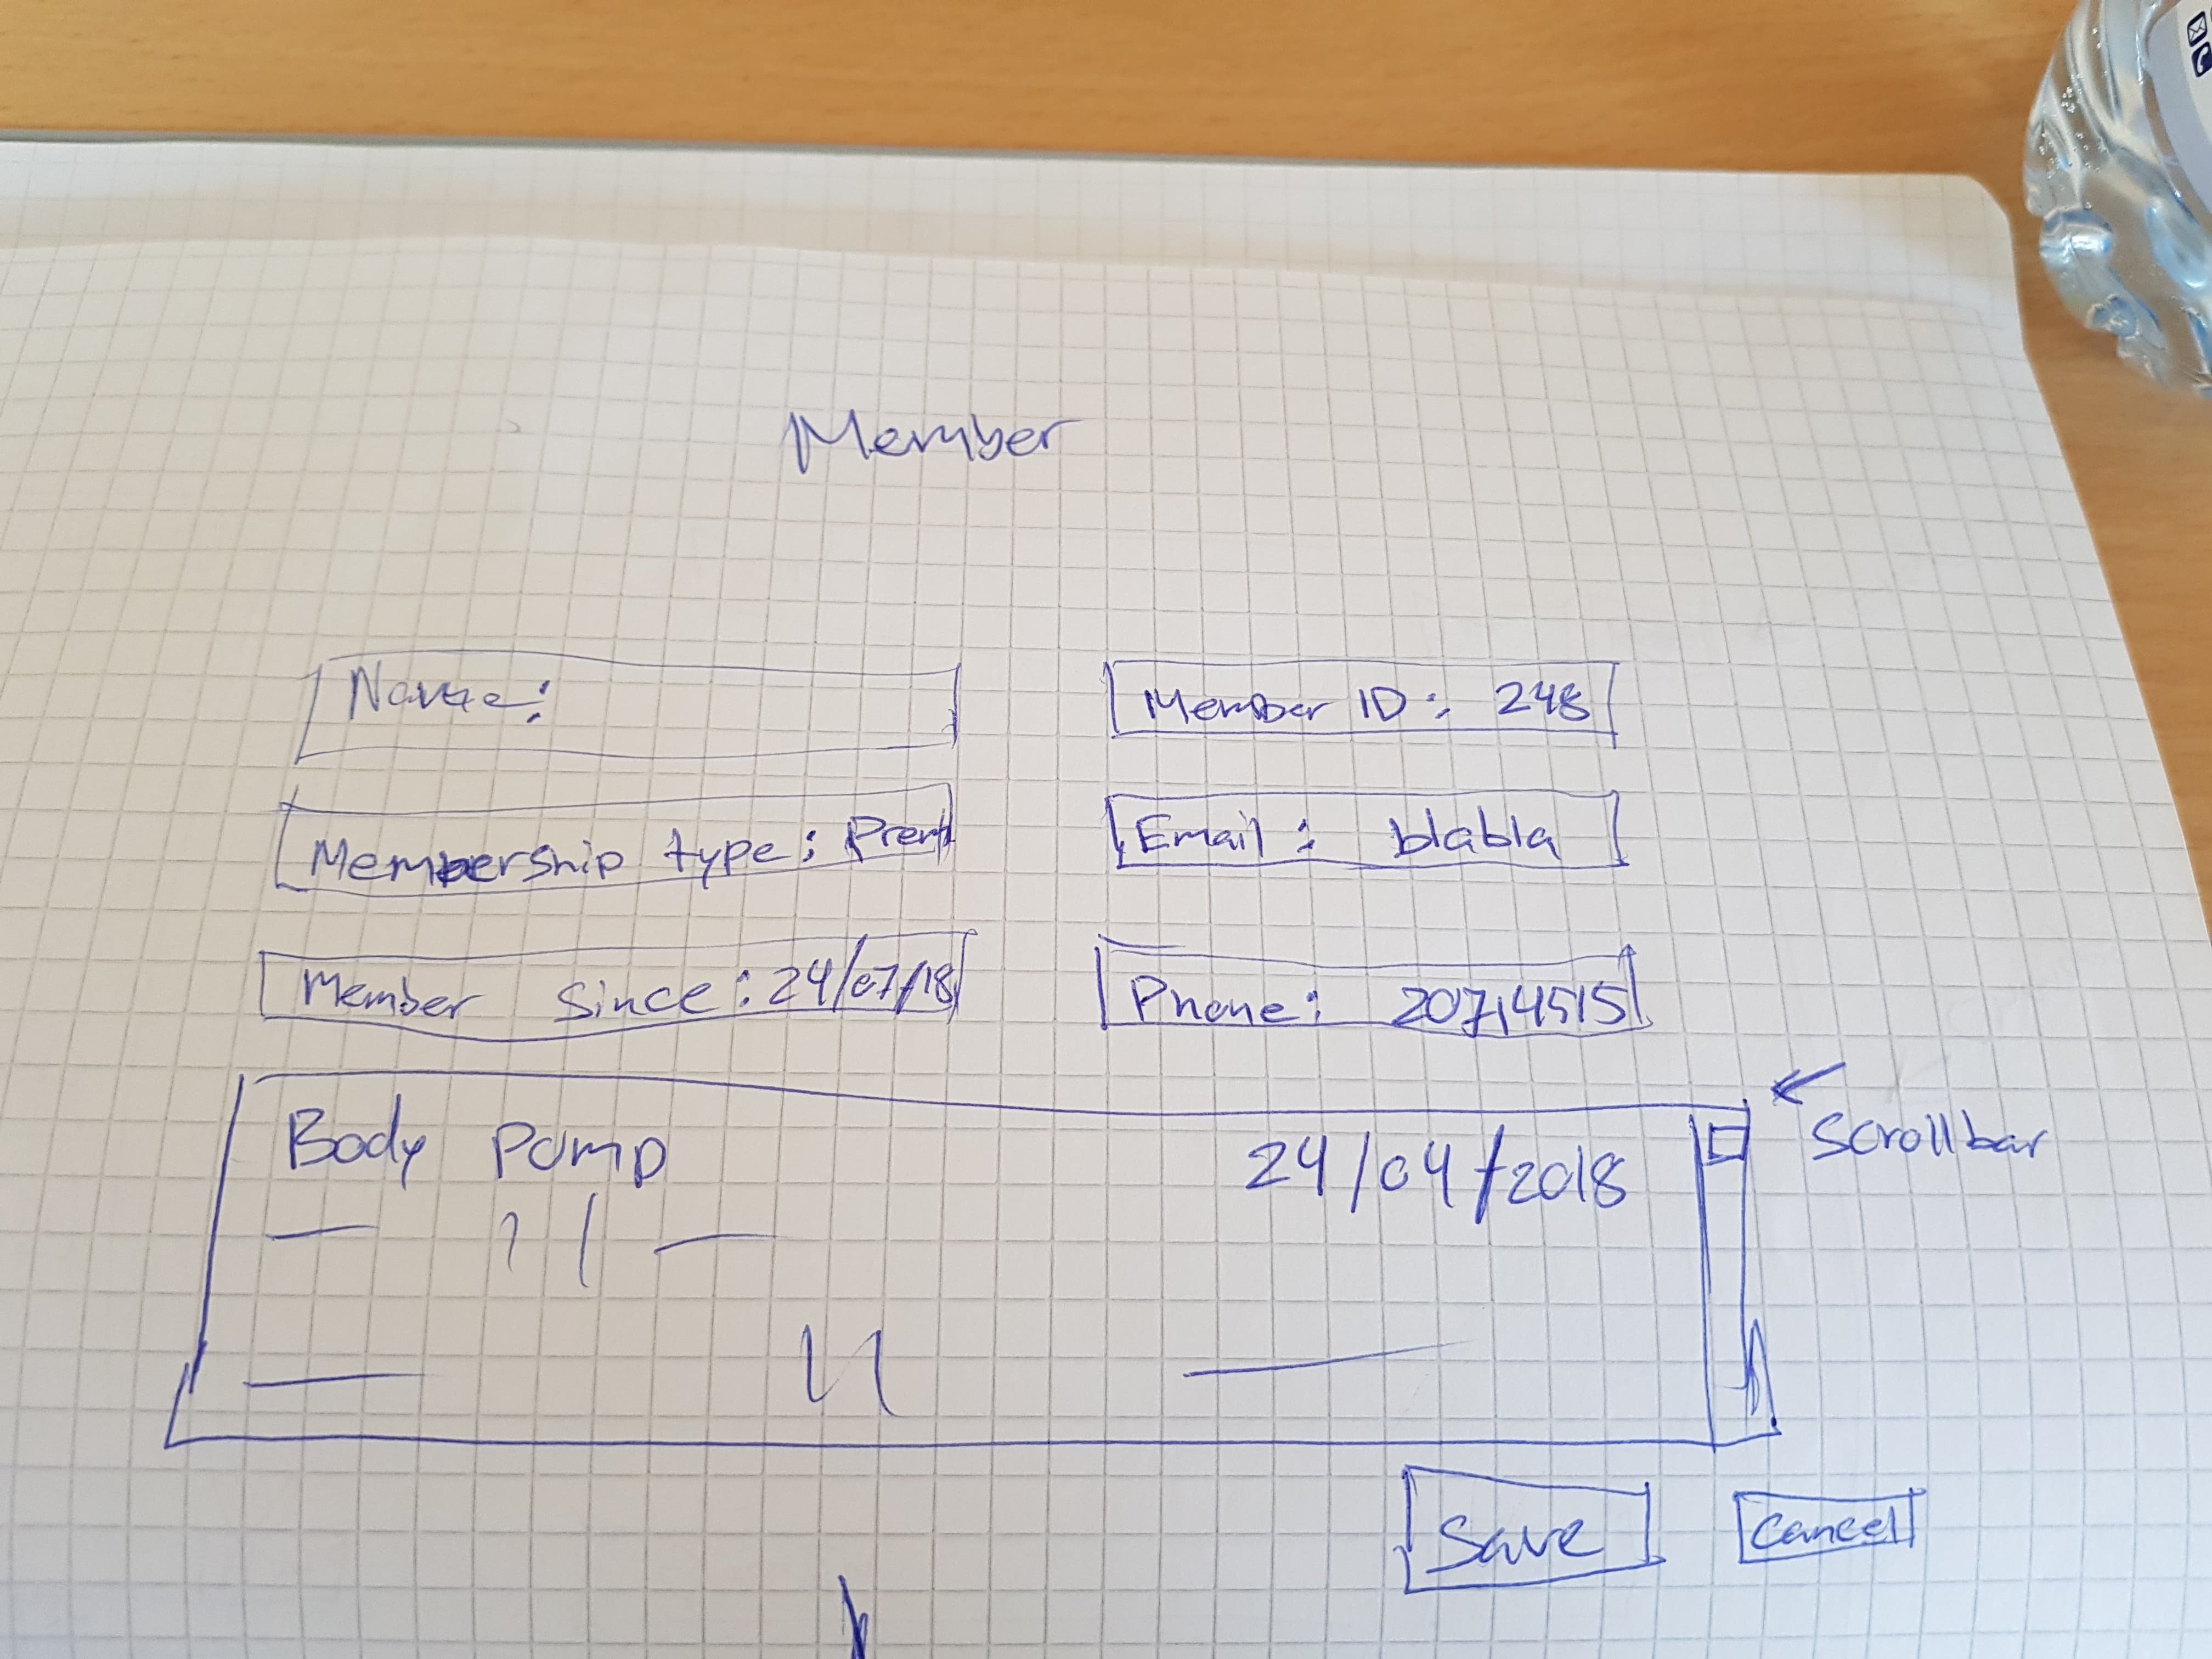 Member
Name:
Member ID: 248
Membership type: Prem
Email: blabla
Member since: 24/07/18
Phone: 20714515
Body Pump 24/04/2018
Scrollbar
Save
Cancel